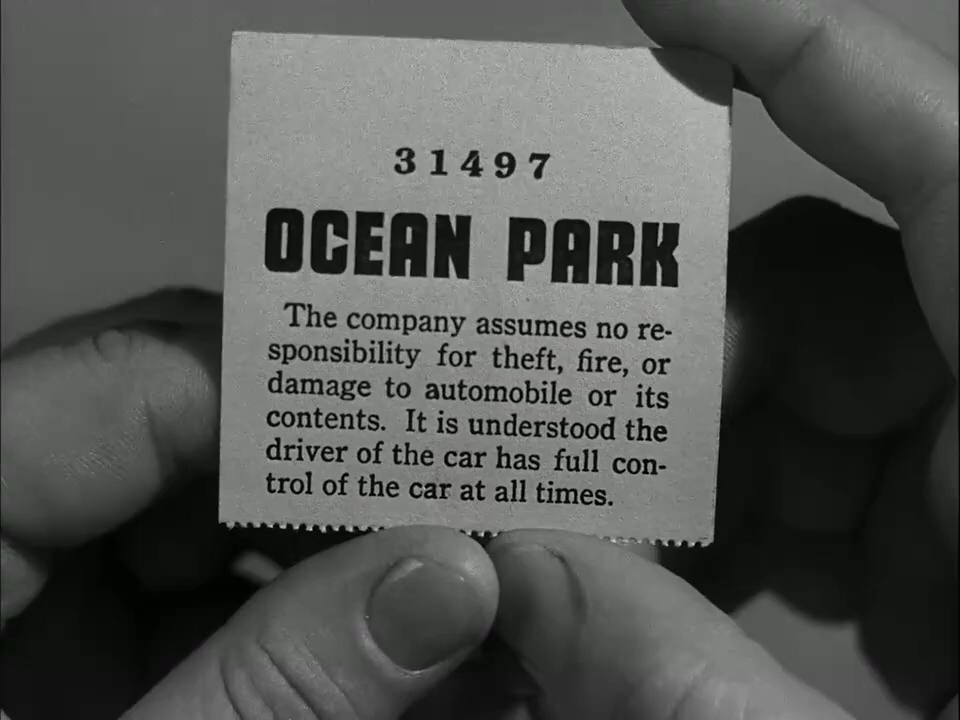 31497
OCEAN PARK
The company assumes no re-
sponsibility for theft, fire, or
damage to automobile or its
contents. It is understood the
driver of the car has full con-
trol of the car at all times.